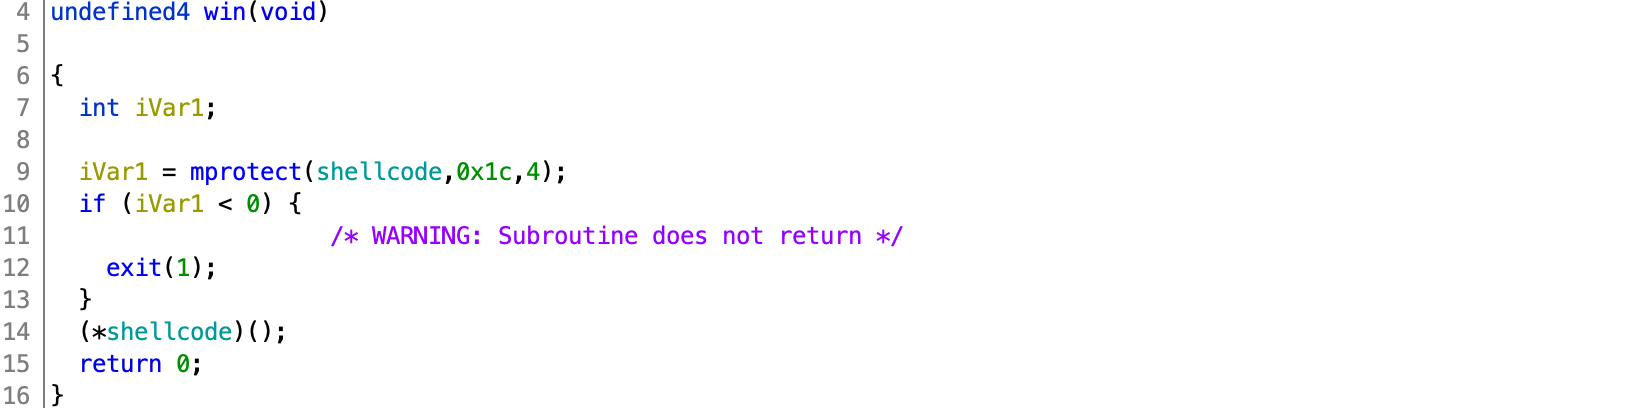 4 undefined4 win(void)
5
6 {
7   int iVar1;
8
9   iVar1 = mprotect(shellcode,0x1c,4);
10   if (iVar1 < 0) {
11                     /* WARNING: Subroutine does not return */
12     exit(1);
13   }
14   (*shellcode)();
15   return 0;
16 }